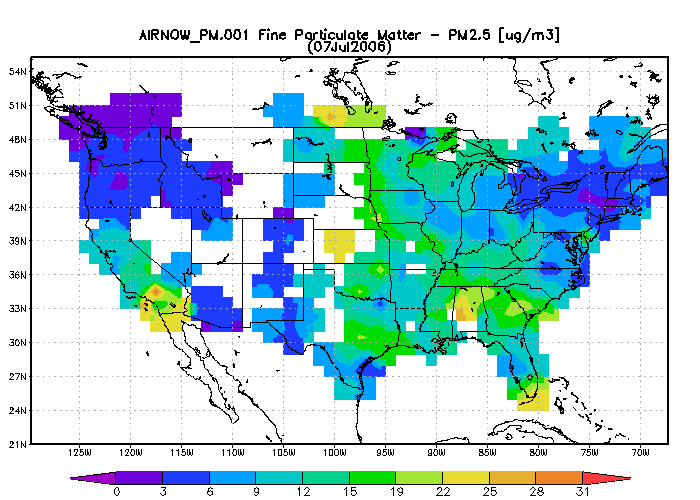 AIRNOW_PM.001 Fine Particulate Matter - PM2.5 [ug/m3]
(07Jul2006)
54N
51N
48N
45N
42N
39N
36N
33N
30N
27N
24N
21N
125W 120W 115W 110W 105W 100W 95W 90W 85W 80W 75W 70W
0 3 6 9 12 15 19 22 25 28 31